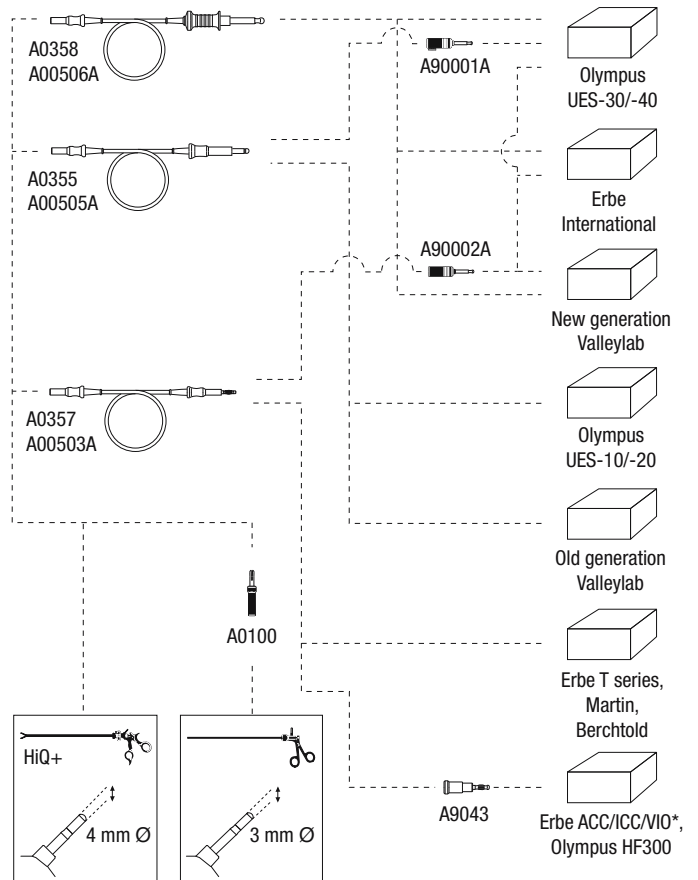 A0358
A00506A
A90001A
Olympus
UES-30/-40
A0355
A00505A
Erbe
International
A90002A
New generation
Valleylab
A0357
A00503A
Olympus
UES-10/-20
Old generation
Valleylab
A0100
Erbe T series,
Martin,
Berchtold
HiQ+
4 mm Ø
3 mm Ø
A9043
Erbe ACC/ICC/VIO*,
Olympus HF300